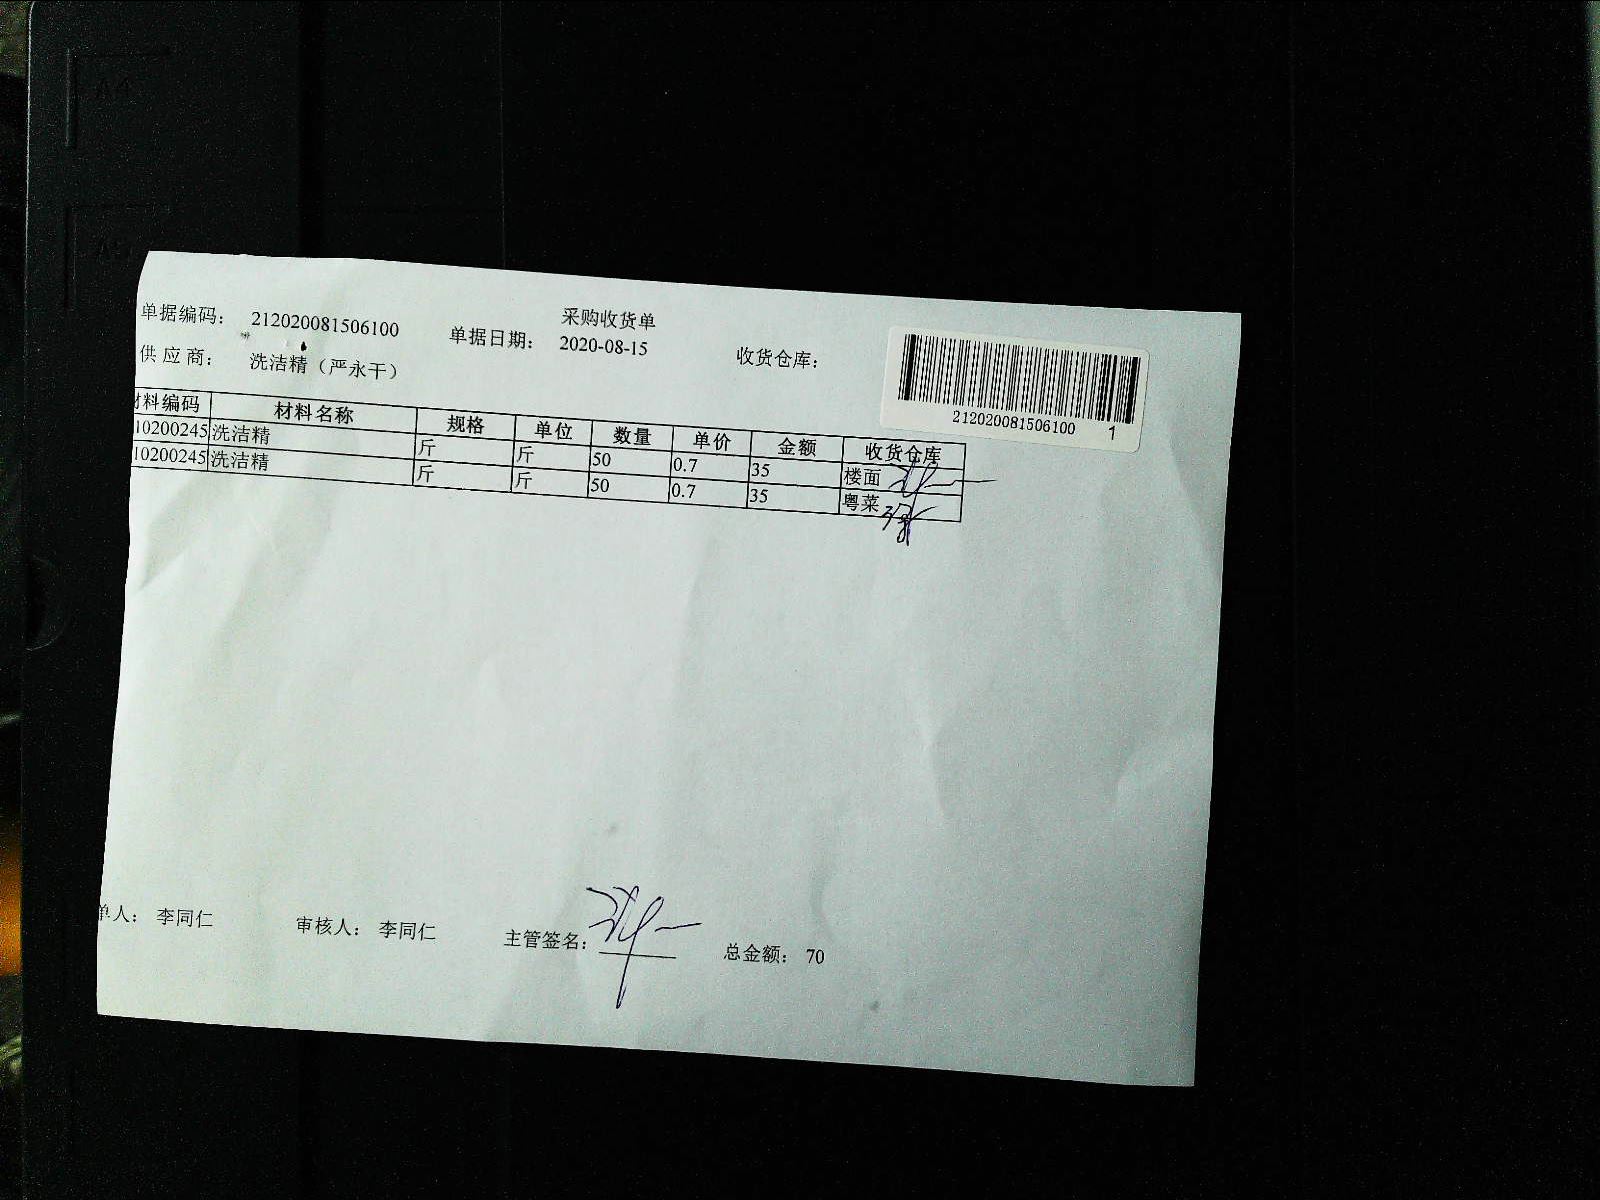 采购收货单
单据编码： 212020081506100 单据日期： 2020-08-15 收货仓库：
供应商： 洗洁精（严永干）
212020081506100 1
材料编码 材料名称 规格 单位 数量 单价 金额 收货仓库
10200245 洗洁精 斤 斤 50 0.7 35 楼面
10200245 洗洁精 斤 斤 50 0.7 35 粤菜
单人： 李同仁 审核人： 李同仁 主管签名： 总金额： 70
A4
A5